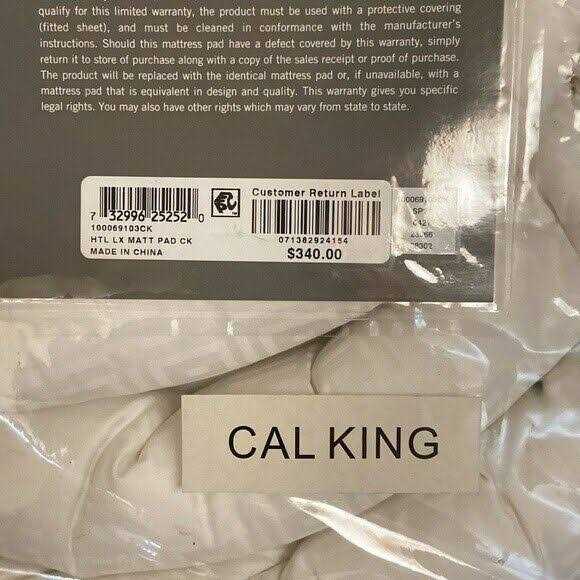 qualify for this limited warranty, the product must be used with a protective covering
(fitted sheet), and must be cleaned in conformance with the manufacturer's
instructions. Should this mattress pad have a defect covered by this warranty, simply
return it to store of purchase along with a copy of the sales receipt or proof of purchase.
The product will be replaced with the identical mattress pad or, if unavailable, with a
mattress pad that is equivalent in design and quality. This warranty gives you specific
legal rights. You may also have other rights which may vary from state to state.
7 32996 25252 0
100069103CK
HTL LX MATT PAD CK
MADE IN CHINA
Customer Return Label
071382924154
$340.00
CAL KING